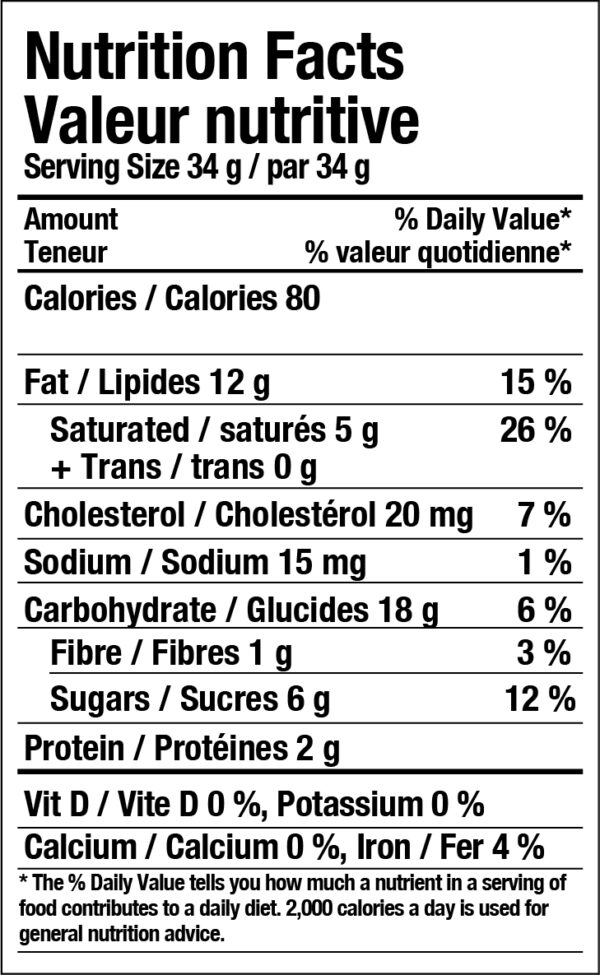 Nutrition Facts
Valeur nutritive
Serving Size 34 g / par 34 g
Amount % Daily Value*
Teneur % valeur quotidienne*
Calories / Calories 80
Fat / Lipides 12 g 15 %
Saturated / saturés 5 g 26 %
+ Trans / trans 0 g
Cholesterol / Cholestérol 20 mg 7 %
Sodium / Sodium 15 mg 1 %
Carbohydrate / Glucides 18 g 6 %
Fibre / Fibres 1 g 3 %
Sugars / Sucres 6 g 12 %
Protein / Protéines 2 g
Vit D / Vite D 0 %, Potassium 0 %
Calcium / Calcium 0 %, Iron / Fer 4 %
* The % Daily Value tells you how much a nutrient in a serving of
food contributes to a daily diet. 2,000 calories a day is used for
general nutrition advice.